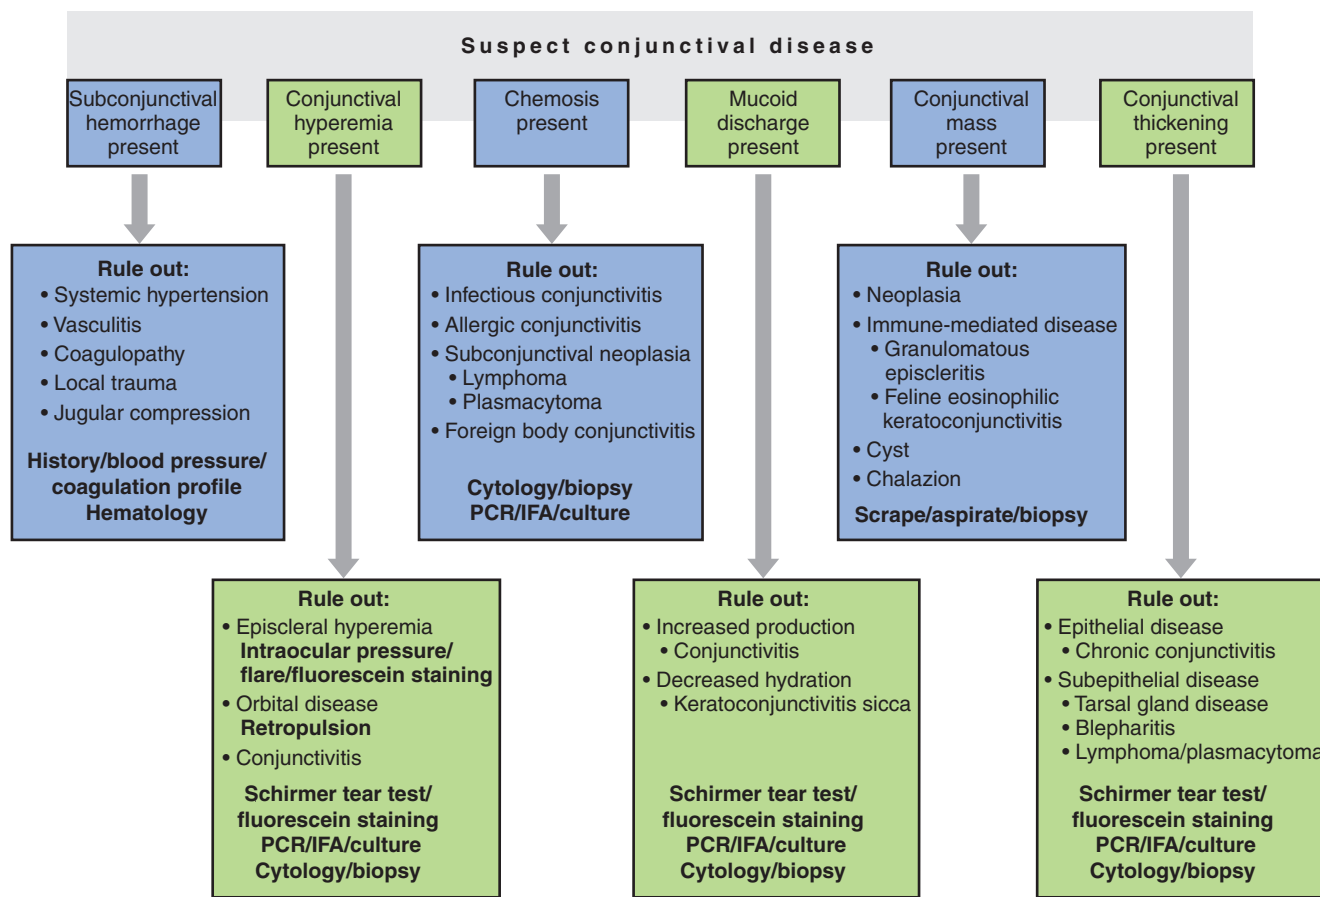 Suspect conjunctival disease
Subconjunctival
hemorrhage
present
Conjunctival
hyperemia
present
Chemosis
present
Mucoid
discharge
present
Conjunctival
mass
present
Conjunctival
thickening
present
Rule out:
• Systemic hypertension
• Vasculitis
• Coagulopathy
• Local trauma
• Jugular compression
History/blood pressure/
coagulation profile
Hematology
Rule out:
• Infectious conjunctivitis
• Allergic conjunctivitis
• Subconjunctival neoplasia
• Lymphoma
• Plasmacytoma
• Foreign body conjunctivitis
Cytology/biopsy
PCR/IFA/culture
Rule out:
• Neoplasia
• Immune-mediated disease
• Granulomatous
episcleritis
• Feline eosinophilic
keratoconjunctivitis
• Cyst
• Chalazion
Scrape/aspirate/biopsy
Rule out:
• Episcleral hyperemia
Intraocular pressure/
flare/fluorescein staining
• Orbital disease
Retropulsion
• Conjunctivitis
Schirmer tear test/
fluorescein staining
PCR/IFA/culture
Cytology/biopsy
Rule out:
• Increased production
• Conjunctivitis
• Decreased hydration
• Keratoconjunctivitis sicca
Schirmer tear test/
fluorescein staining
PCR/IFA/culture
Cytology/biopsy
Rule out:
• Epithelial disease
• Chronic conjunctivitis
• Subepithelial disease
• Tarsal gland disease
• Blepharitis
• Lymphoma/plasmacytoma
Schirmer tear test/
fluorescein staining
PCR/IFA/culture
Cytology/biopsy